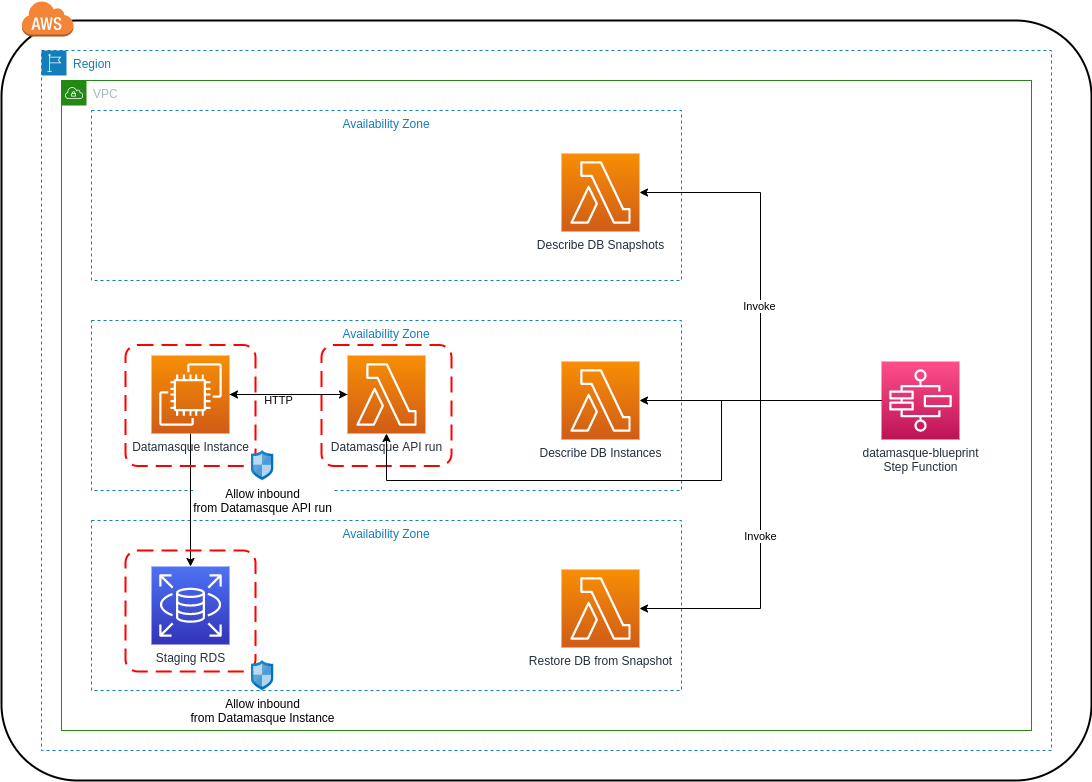 AWS
Region
VPC
Availability Zone
Describe DB Snapshots
Invoke
Availability Zone
HTTP
Datamasque Instance
Datamasque API run
Describe DB Instances
datamasque-blueprint
Step Function
Allow inbound
from Datamasque API run
Availability Zone
Invoke
Staging RDS
Restore DB from Snapshot
Allow inbound
from Datamasque Instance